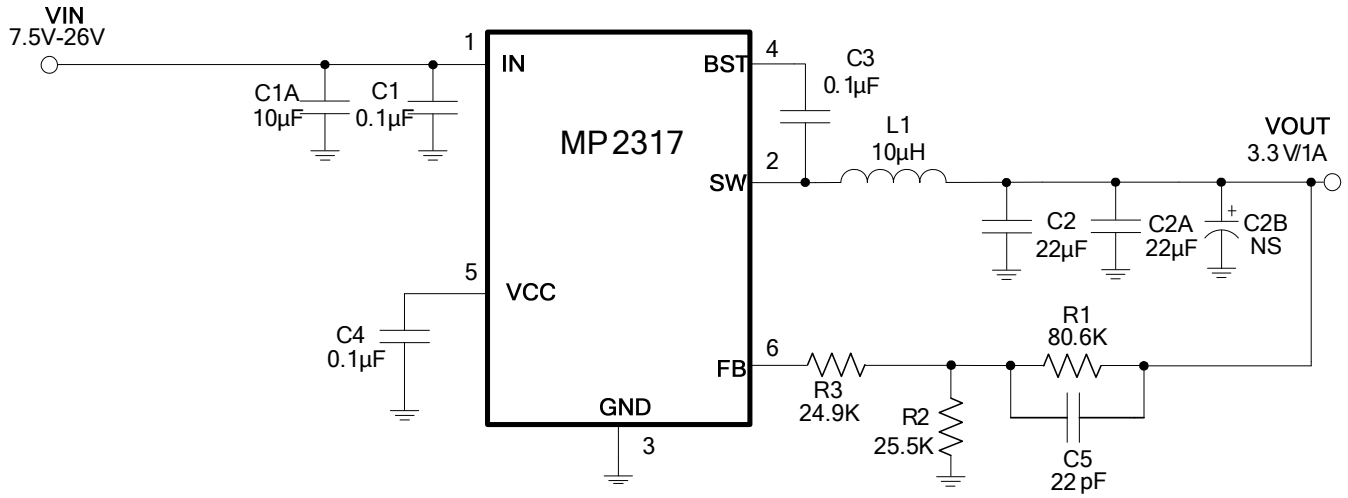 VIN
7.5V-26V
1
IN
C1A
10µF
C1
0.1µF
MP2317
BST
4
C3
0.1µF
SW
2
L1
10µH
VOUT
3.3V/1A
C2
22µF
C2A
22µF
+
C2B
NS
5
VCC
C4
0.1µF
FB
6
R3
24.9K
R2
25.5K
R1
80.6K
C5
22pF
GND
3